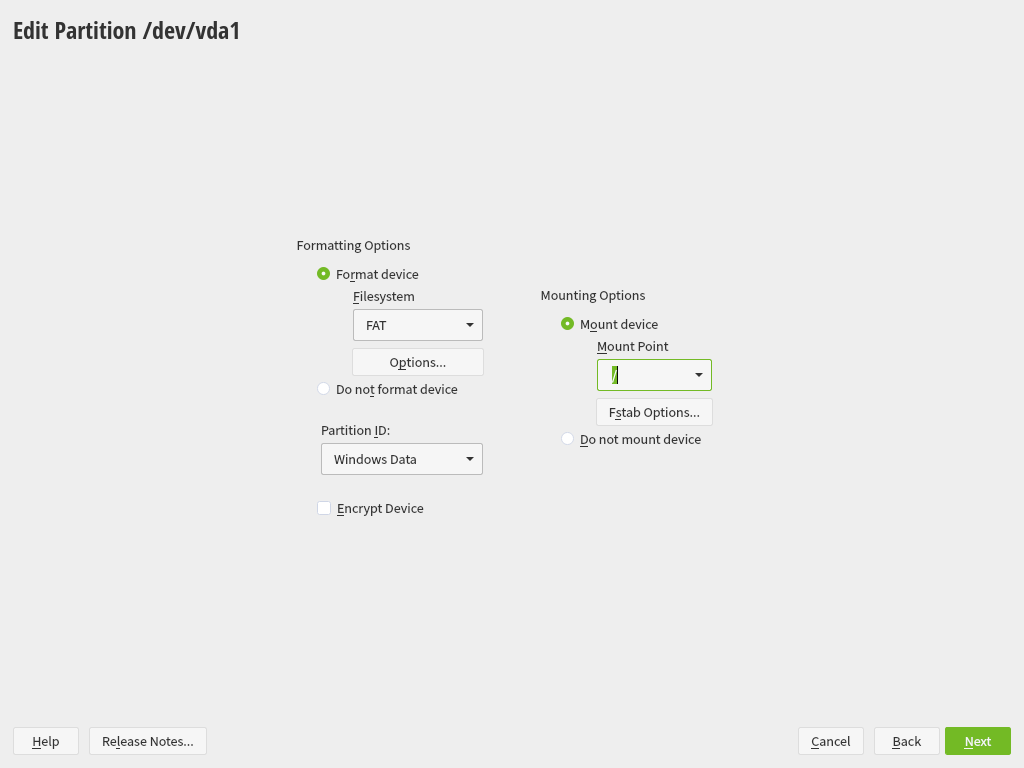 Edit Partition /dev/vda1
Formatting Options
Format device
Filesystem
FAT
Options...
Do not format device
Partition ID:
Windows Data
Encrypt Device
Mounting Options
Mount device
Mount Point
/
Fstab Options...
Do not mount device
Help
Release Notes...
Cancel
Back
Next